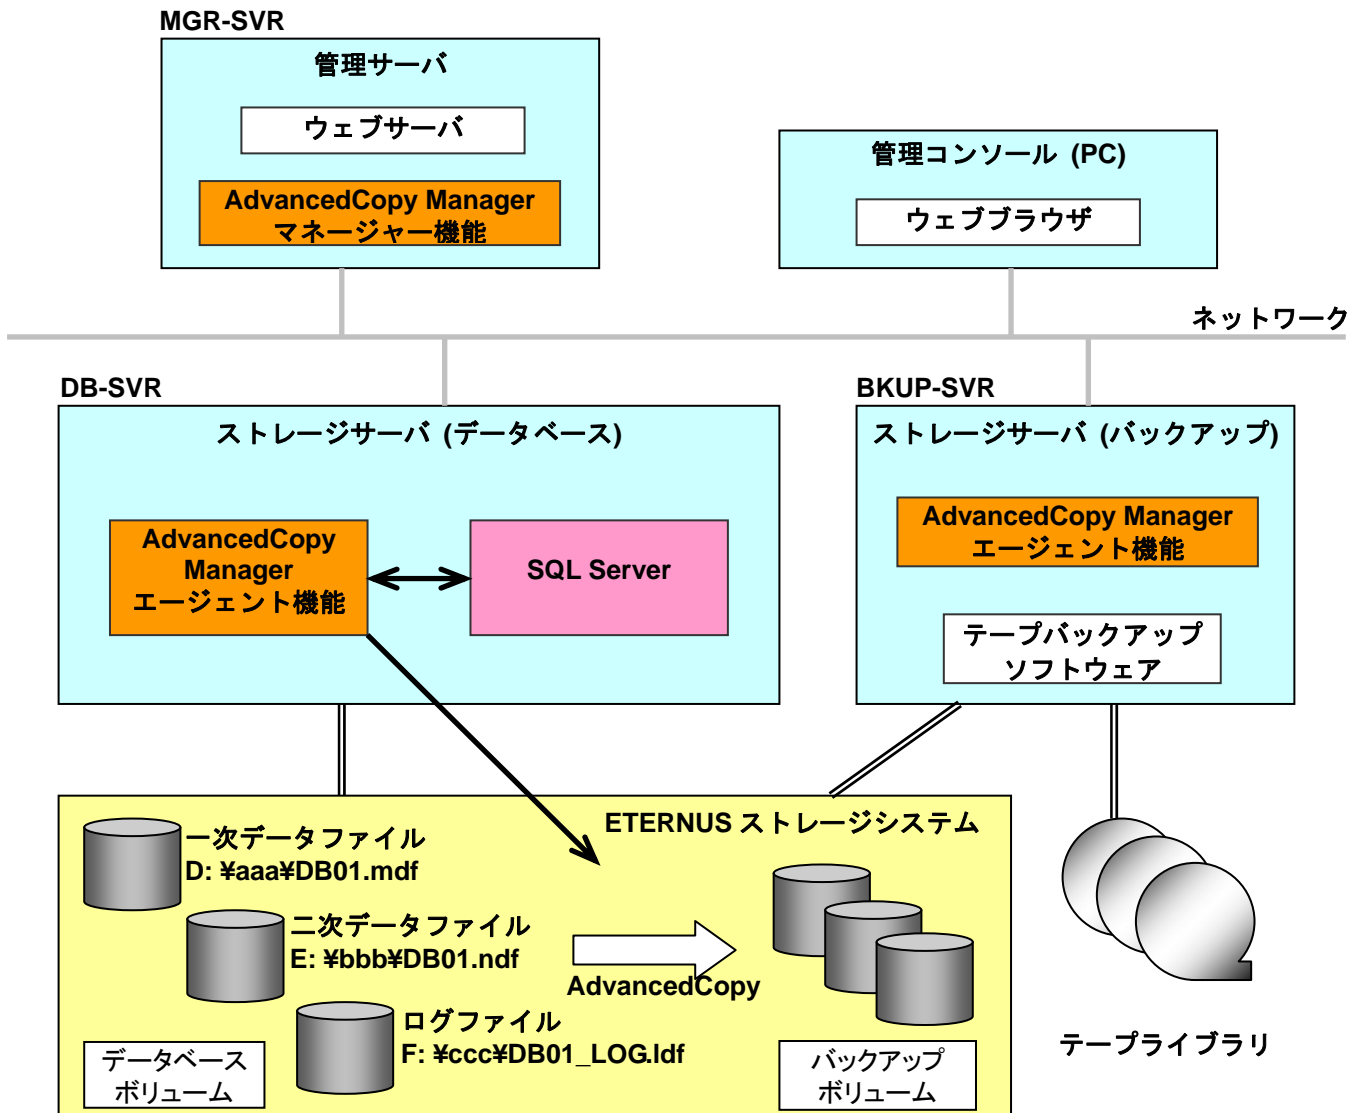 MGR-SVR
管理サーバ
ウェブサーバ
AdvancedCopy Manager
マネージャー機能
管理コンソール (PC)
ウェブブラウザ
ネットワーク
DB-SVR
ストレージサーバ (データベース)
AdvancedCopy
Manager
エージェント機能
SQL Server
BKUP-SVR
ストレージサーバ (バックアップ)
AdvancedCopy Manager
エージェント機能
テープバックアップ
ソフトウェア
ETERNUS ストレージシステム
一次データファイル
D: ¥aaa¥DB01.mdf
二次データファイル
E: ¥bbb¥DB01.ndf
AdvancedCopy
ログファイル
F: ¥ccc¥DB01_LOG.ldf
データベース
ボリューム
バックアップ
ボリューム
テープライブラリ